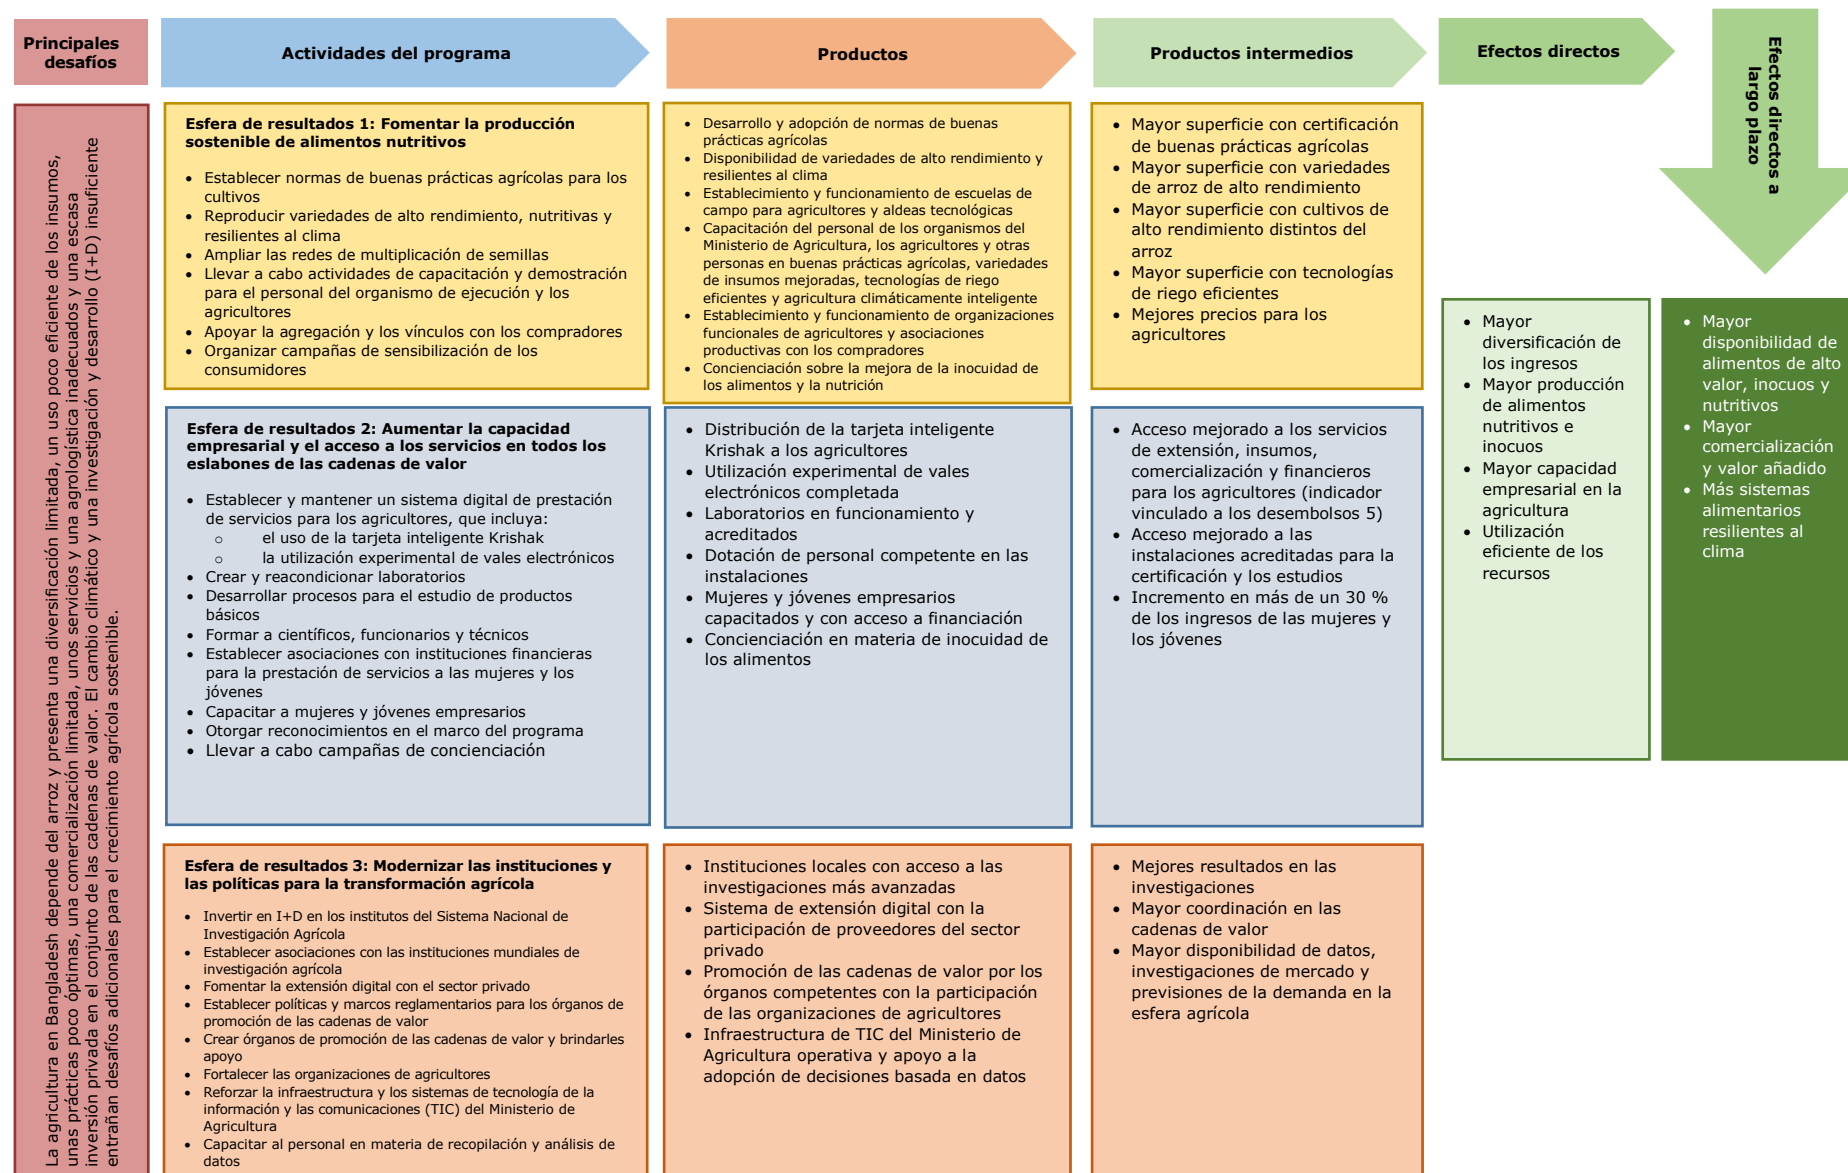 Principales
desafíos
Actividades del programa
Productos
Productos intermedios
Efectos directos
Efectos directos a
largo plazo
La agricultura en Bangladesh depende del arroz y presenta una diversificación limitada, un uso poco eficiente de los insumos,
unas prácticas poco óptimas, una comercialización limitada, unos servicios y una agrologística inadecuados y una escasa
inversión privada en el conjunto de las cadenas de valor. El cambio climático y una investigación y desarrollo (I+D) insuficiente
entrañan desafíos adicionales para el crecimiento agrícola sostenible.
Esfera de resultados 1: Fomentar la producción
sostenible de alimentos nutritivos
• Establecer normas de buenas prácticas agrícolas para los
cultivos
• Reproducir variedades de alto rendimiento, nutritivas y
resilientes al clima
• Ampliar las redes de multiplicación de semillas
• Llevar a cabo actividades de capacitación y demostración
para el personal del organismo de ejecución y los
agricultores
• Apoyar la agregación y los vínculos con los compradores
• Organizar campañas de sensibilización de los
consumidores
• Desarrollo y adopción de normas de buenas
prácticas agrícolas
• Disponibilidad de variedades de alto rendimiento y
resilientes al clima
• Establecimiento y funcionamiento de escuelas de
campo para agricultores y aldeas tecnológicas
• Capacitación del personal de los organismos del
Ministerio de Agricultura, los agricultores y otras
personas en buenas prácticas agrícolas, variedades
de insumos mejoradas, tecnologías de riego
eficientes y agricultura climáticamente inteligente
• Establecimiento y funcionamiento de organizaciones
funcionales de agricultores y asociaciones
productivas con los compradores
• Concienciación sobre la mejora de la inocuidad de
los alimentos y la nutrición
• Mayor superficie con certificación
de buenas prácticas agrícolas
• Mayor superficie con variedades
de arroz de alto rendimiento
• Mayor superficie con cultivos de
alto rendimiento distintos del
arroz
• Mayor superficie con tecnologías
de riego eficientes
• Mejores precios para los
agricultores
Esfera de resultados 2: Aumentar la capacidad
empresarial y el acceso a los servicios en todos los
eslabones de las cadenas de valor
• Establecer y mantener un sistema digital de prestación
de servicios para los agricultores, que incluya:
o el uso de la tarjeta inteligente Krishak
o la utilización experimental de vales electrónicos
• Crear y reacondicionar laboratorios
• Desarrollar procesos para el estudio de productos
básicos
• Formar a científicos, funcionarios y técnicos
• Establecer asociaciones con instituciones financieras
para la prestación de servicios a las mujeres y los
jóvenes
• Capacitar a mujeres y jóvenes empresarios
• Otorgar reconocimientos en el marco del programa
• Llevar a cabo campañas de concienciación
• Distribución de la tarjeta inteligente
Krishak a los agricultores
• Utilización experimental de vales
electrónicos completada
• Laboratorios en funcionamiento y
acreditados
• Dotación de personal competente en las
instalaciones
• Mujeres y jóvenes empresarios
capacitados y con acceso a financiación
• Concienciación en materia de inocuidad de
los alimentos
• Acceso mejorado a los servicios
de extensión, insumos,
comercialización y financieros
para los agricultores (indicador
vinculado a los desembolsos 5)
• Acceso mejorado a las
instalaciones acreditadas para la
certificación y los estudios
• Incremento en más de un 30 %
de los ingresos de las mujeres y
los jóvenes
Esfera de resultados 3: Modernizar las instituciones y
las políticas para la transformación agrícola
• Invertir en I+D en los institutos del Sistema Nacional de
Investigación Agrícola
• Establecer asociaciones con las instituciones mundiales de
investigación agrícola
• Fomentar la extensión digital con el sector privado
• Establecer políticas y marcos reglamentarios para los órganos de
promoción de las cadenas de valor
• Crear órganos de promoción de las cadenas de valor y brindarles
apoyo
• Fortalecer las organizaciones de agricultores
• Reforzar la infraestructura y los sistemas de tecnología de la
información y las comunicaciones (TIC) del Ministerio de
Agricultura
• Capacitar al personal en materia de recopilación y análisis de
datos
• Instituciones locales con acceso a las
investigaciones más avanzadas
• Sistema de extensión digital con la
participación de proveedores del sector
privado
• Promoción de las cadenas de valor por los
órganos competentes con la participación
de las organizaciones de agricultores
• Infraestructura de TIC del Ministerio de
Agricultura operativa y apoyo a la
adopción de decisiones basada en datos
• Mejores resultados en las
investigaciones
• Mayor coordinación en las
cadenas de valor
• Mayor disponibilidad de datos,
investigaciones de mercado y
previsiones de la demanda en la
esfera agrícola
• Mayor
diversificación de
los ingresos
• Mayor producción
de alimentos
nutritivos e
inocuos
• Mayor capacidad
empresarial en la
agricultura
• Utilización
eficiente de los
recursos
• Mayor
disponibilidad de
alimentos de alto
valor, inocuos y
nutritivos
• Mayor
comercialización
y valor añadido
• Más sistemas
alimentarios
resilientes al
clima